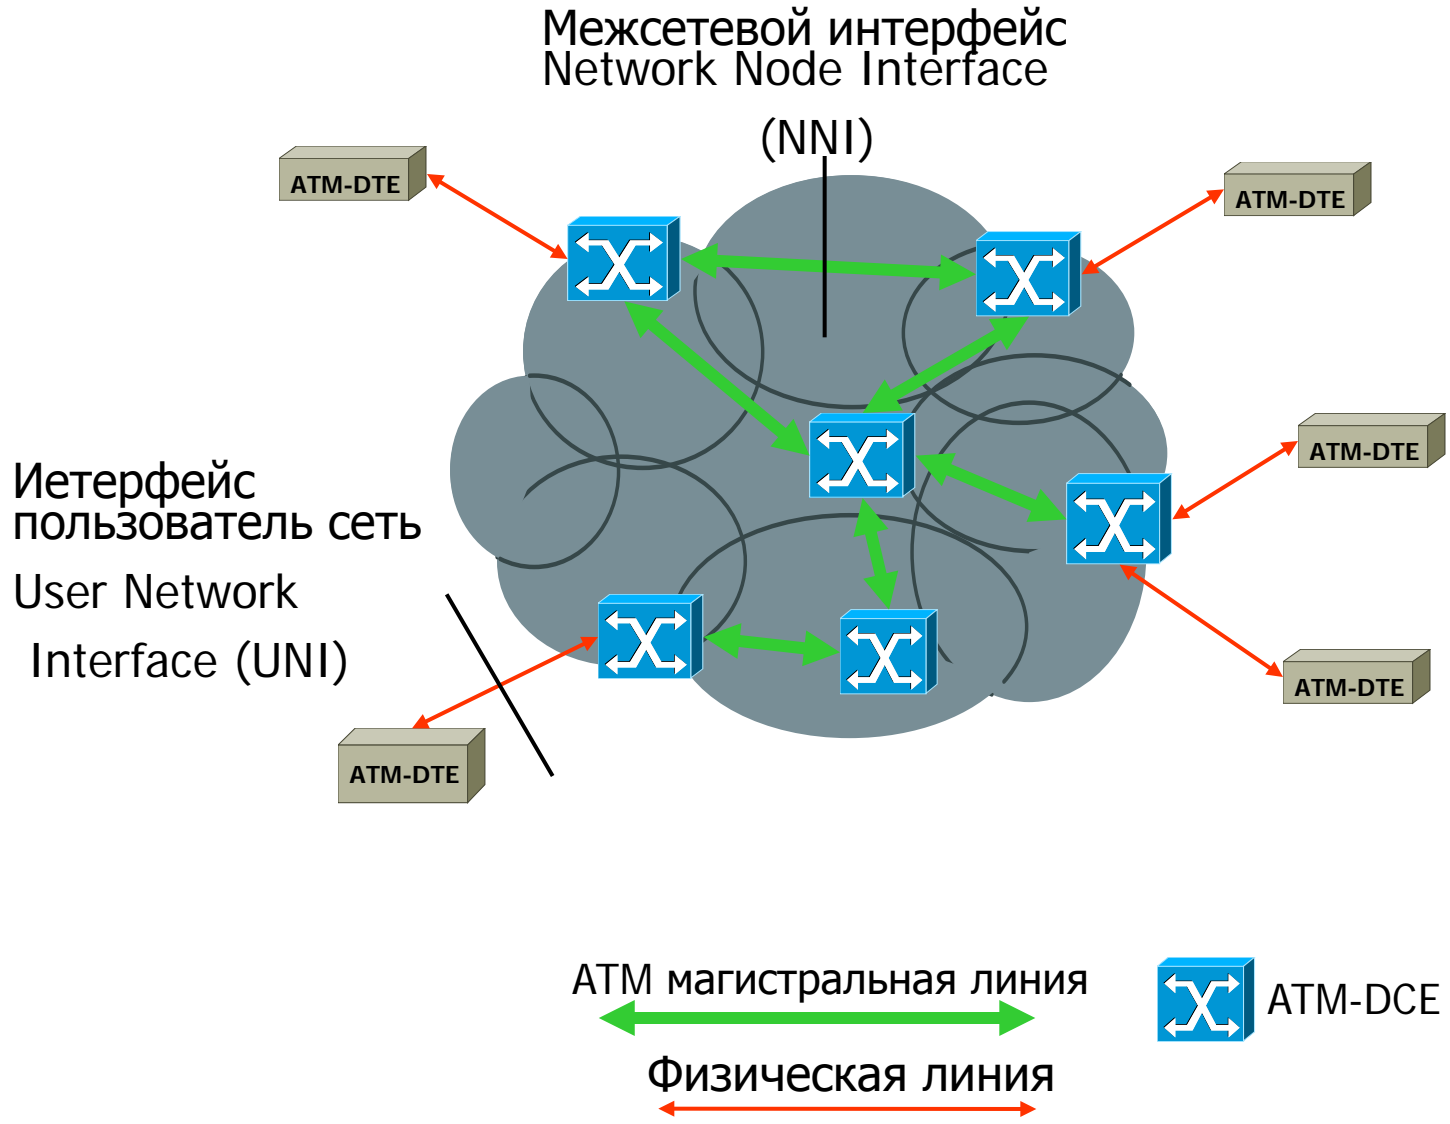 Межсетевой интерфейс
Network Node Interface
(NNI)
ATM-DTE
ATM-DTE
ATM-DTE
Иетерфейс
пользователь сеть
User Network
Interface (UNI)
ATM-DTE
ATM-DTE
ATM магистральная линия
ATM-DCE
Физическая линия